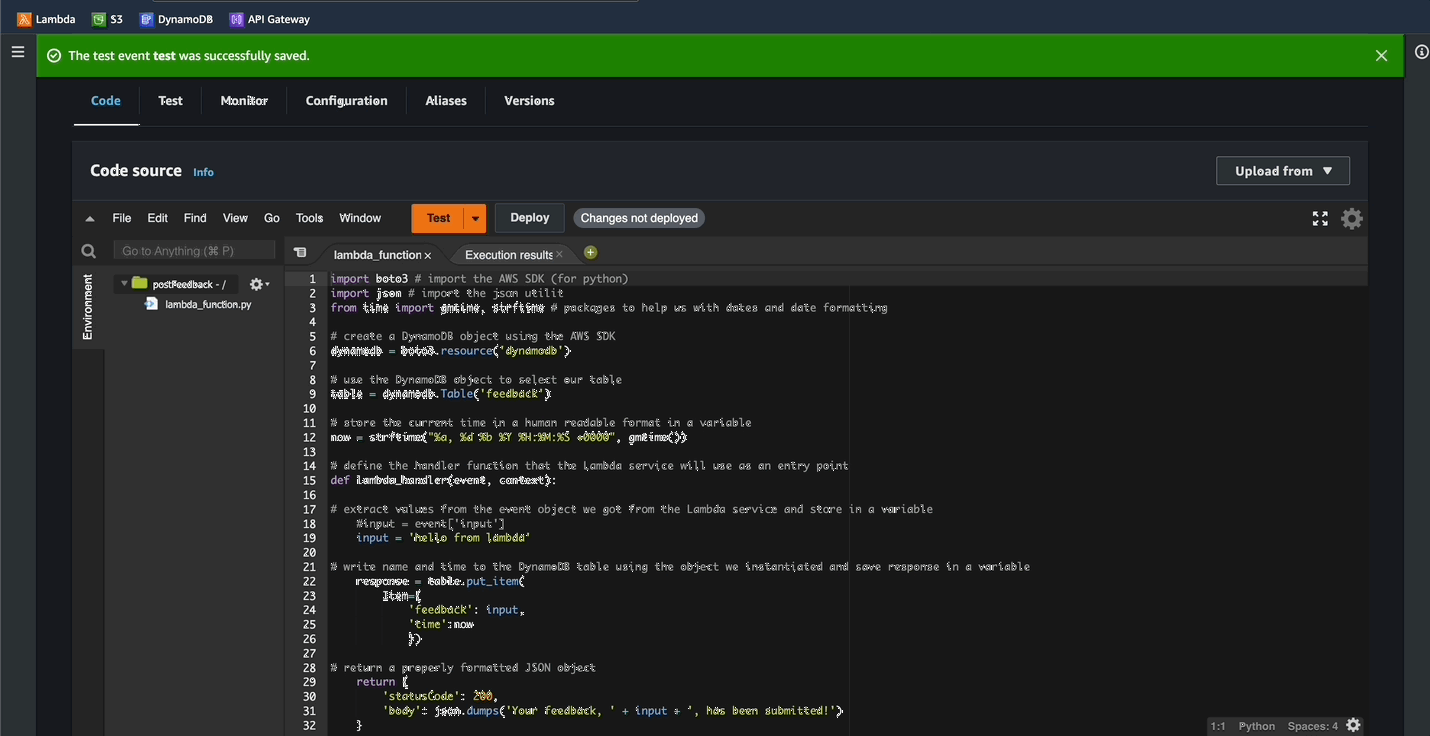 Lambda S3 DynamoDB API Gateway
The test event test was successfully saved.
Code Test Monitor Configuration Aliases Versions
Code source Info
Upload from
File Edit Find View Go Tools Window Test Deploy Changes not deployed
Go to Anything (⌘ P)
lambda_function × Execution results ×
Environment
postFeedback - /
lambda_function.py
1 import boto3 # import the AWS SDK (for python)
2 import json # import the json utilit
3 from time import gmtime, strftime # packages to help us with dates and date formatting
4
5 # create a DynamoDB object using the AWS SDK
6 dynamodb = boto3.resource('dynamodb')
7
8 # use the DynamoDB object to select our table
9 table = dynamodb.Table('feedback')
10
11 # store the current time in a human readable format in a variable
12 now = strftime("%a, %d %b %Y %H:%M:%S +0000", gmtime())
13
14 # define the handler function that the Lambda service will use as an entry point
15 def lambda_handler(event, context):
16
17 # extract values from the event object we got from the Lambda service and store in a variable
18 #input = event['input']
19 input = 'hello from lambda'
20
21 # write name and time to the DynamoDB table using the object we instantiated and save response in a variable
22 response = table.put_item(
23 Item={
24 'feedback': input,
25 'time':now
26 })
27
28 # return a properly formatted JSON object
29 return {
30 'statusCode': 200,
31 'body': json.dumps('Your feedback, ' + input + ', has been submitted!')
32 }
1:1 Python Spaces: 4